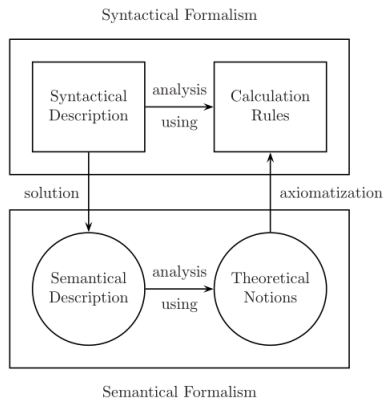 Syntactical Formalism
Syntactical
Description
analysis
using
Calculation
Rules
solution
axiomatization
Semantical
Description
analysis
using
Theoretical
Notions
Semantical Formalism